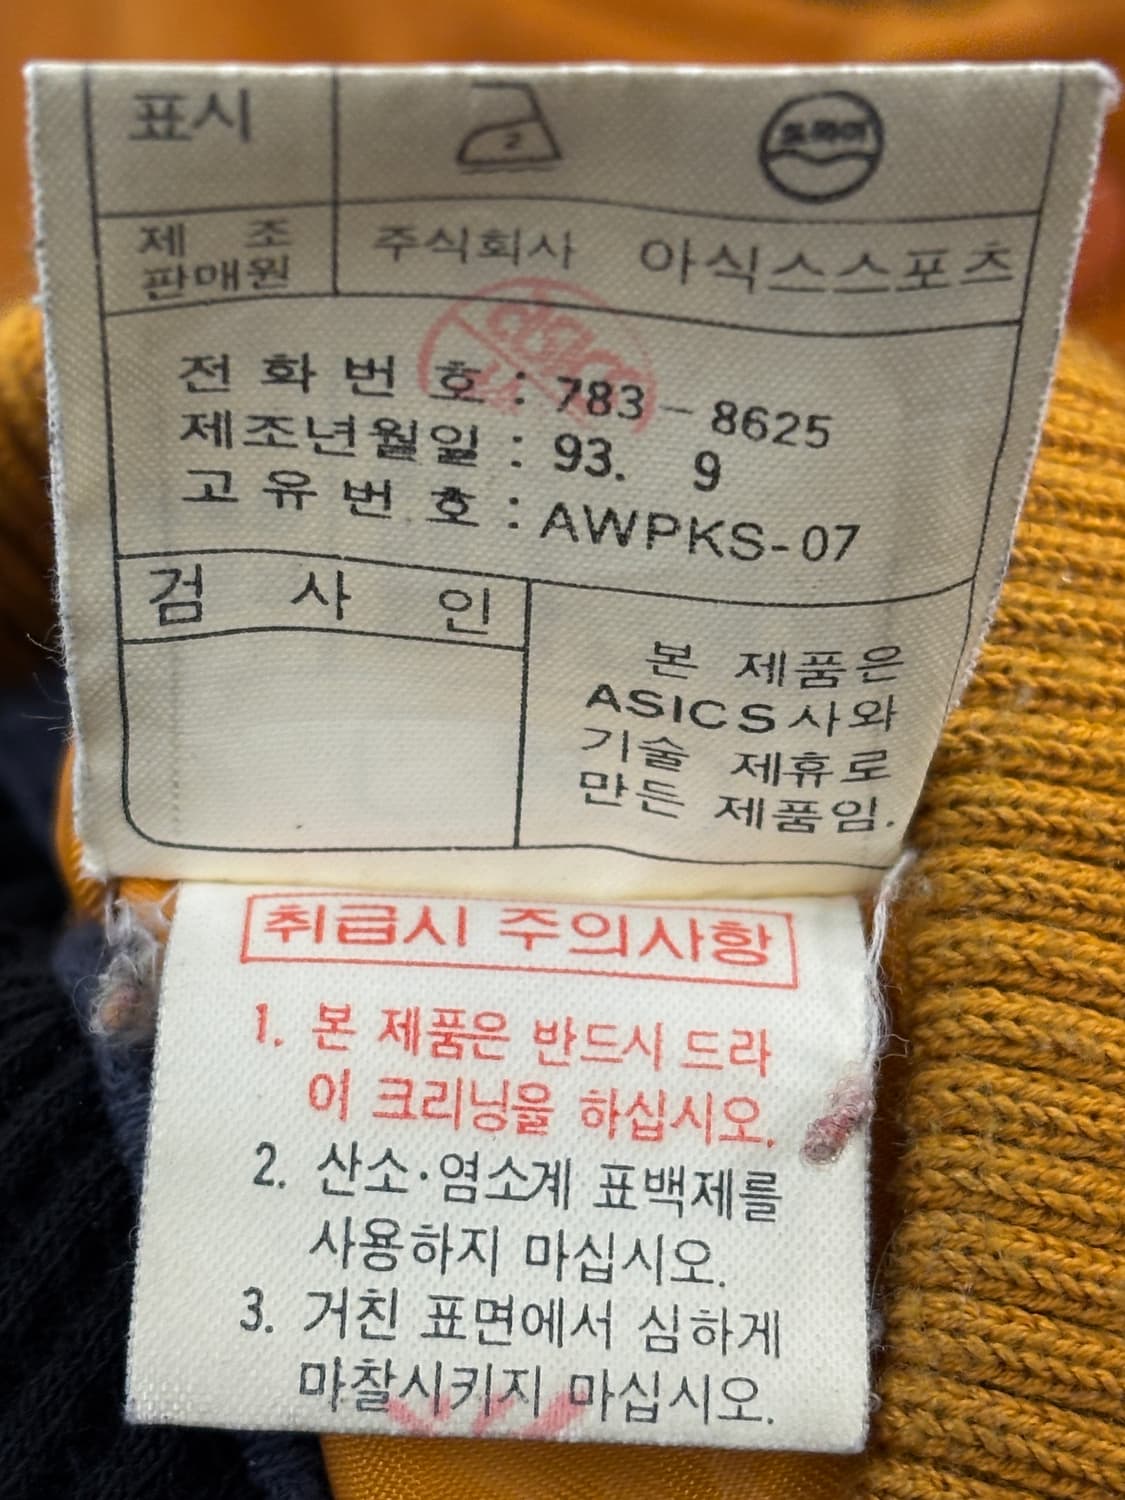 표시
2
드라이
제 조
판매원
주식회사 아식스스포츠
전화번호 : 783-8625
제조년월일 : 93. 9
고유번호 : AWPKS-07
검 사 인
본 제품은
ASICS사와
기술 제휴로
만든 제품임.
취급시 주의사항
1. 본 제품은 반드시 드라
이 크리닝을 하십시오.
2. 산소·염소계 표백제를
사용하지 마십시오.
3. 거친 표면에서 심하게
마찰시키지 마십시오.